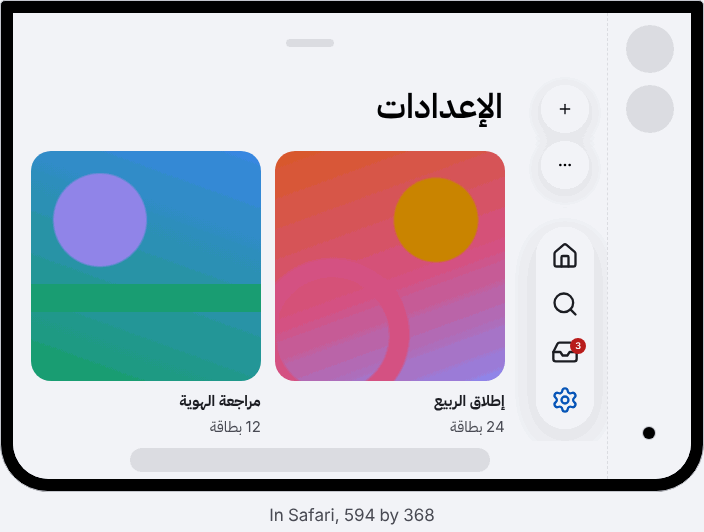 الإعدادات
+
...
3
إطلاق الربيع
24 بطاقة
مراجعة الهوية
12 بطاقة
In Safari, 594 by 368